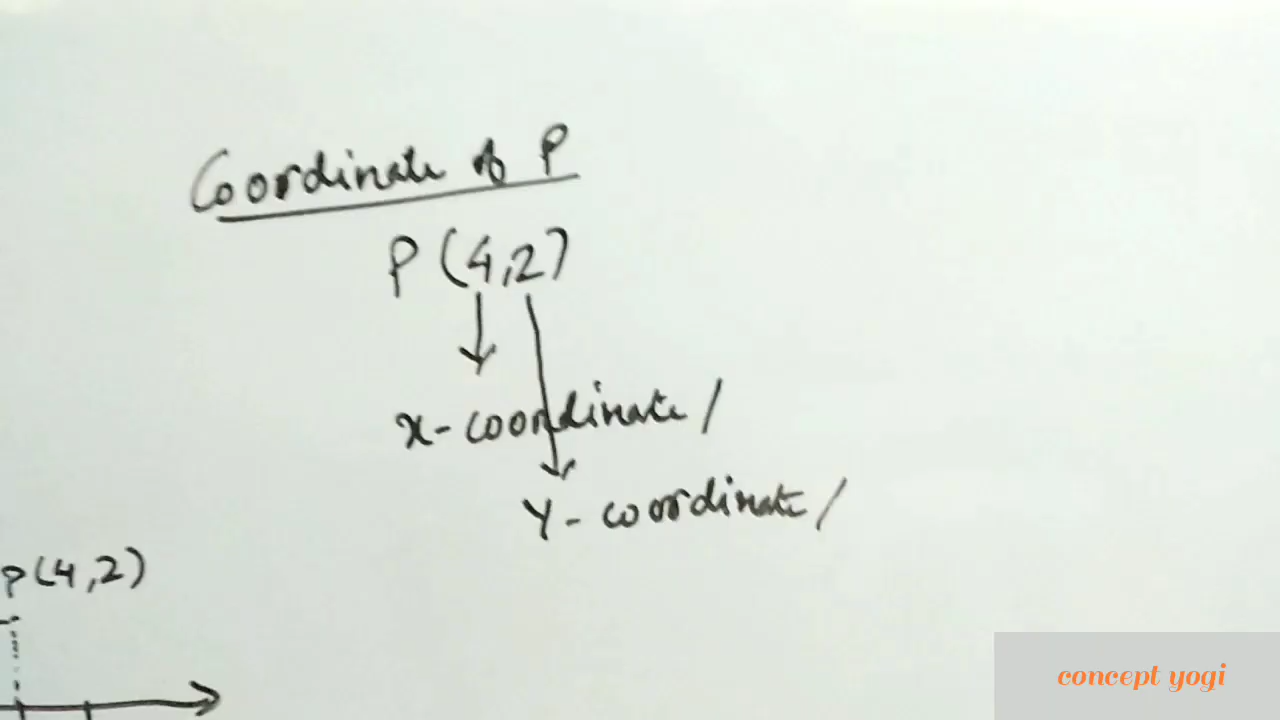 Coordinate of P
P (4,2)
x- coordinate /
Y- coordinate /
P(4,2)
concept yogi